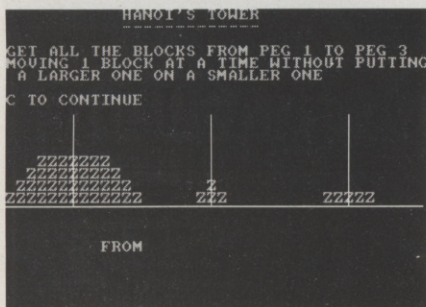 HANOI'S TOWER
GET ALL THE BLOCKS FROM PEG 1 TO PEG 3
MOVING 1 BLOCK AT A TIME WITHOUT PUTTING
A LARGER ONE ON A SMALLER ONE
C TO CONTINUE
ZZZZZZZ
ZZZZZZZZZ
Z
ZZZZZZZZZZZ
ZZZZZZZZZZZZZ ZZZ ZZZZZ
FROM